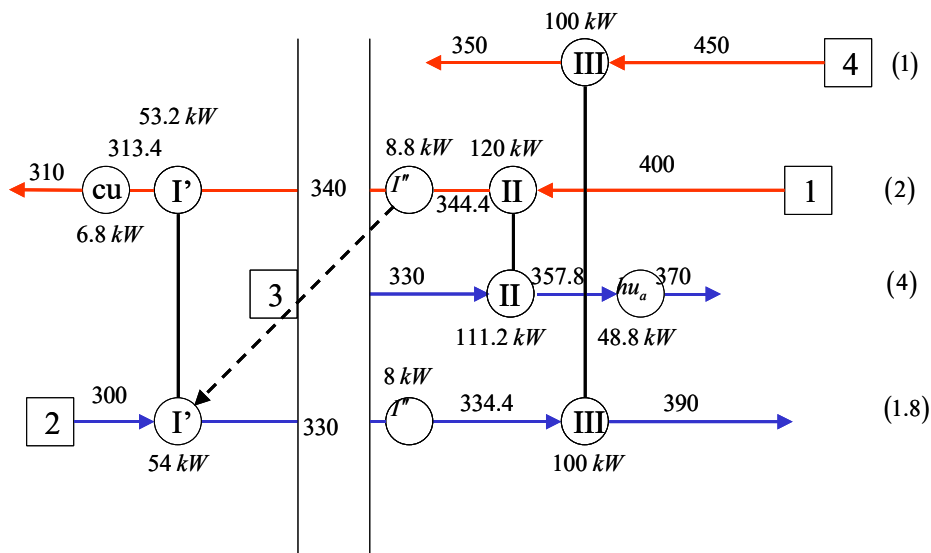 100 kW
350 III 450 4 (1)
53.2 kW
313.4 8.8 kW 120 kW
310 cu I' 340 I" 344.4 II 400 1 (2)
6.8 kW
3 330 II 357.8 hua 370 (4)
111.2 kW 48.8 kW
8 kW
2 300 I' 330 I" 334.4 III 390 (1.8)
54 kW 100 kW